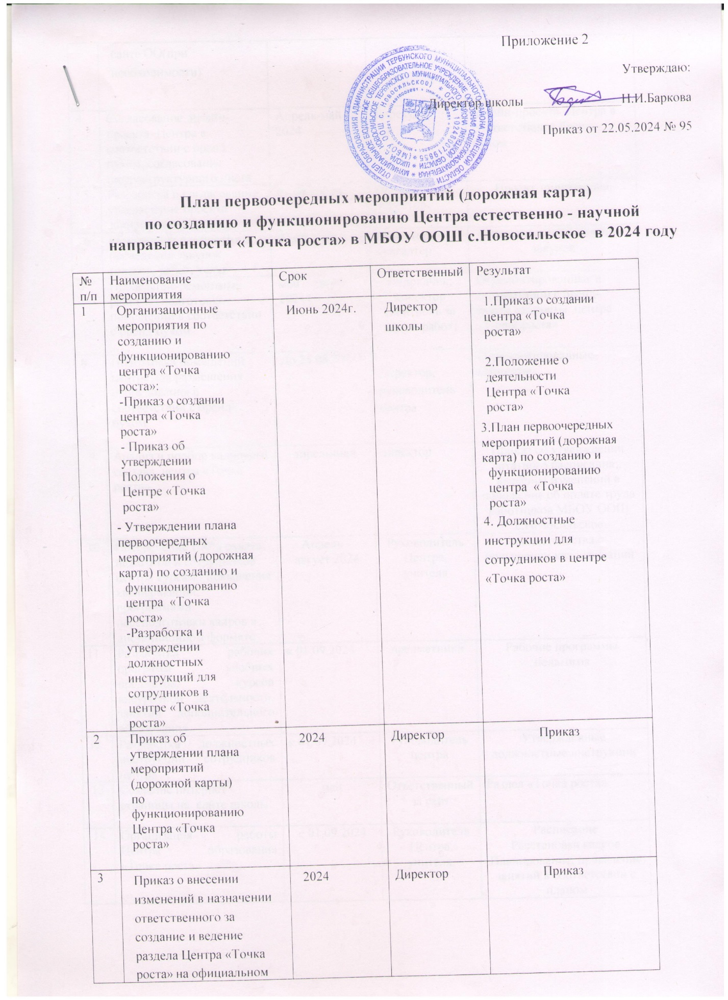 Приложение 2
Утверждаю:
Директор школы Н.И.Баркова
Приказ от 22.05.2024 № 95
План первоочередных мероприятий (дорожная карта)
по созданию и функционированию Центра естественно - научной
направленности «Точка роста» в МБОУ ООШ с.Новосильское в 2024 году
№
п/п
Наименование
мероприятия
Срок
Ответственный
Результат
1
Организационные
мероприятия по
созданию и
функционированию
центра «Точка
роста»:
-Приказ о создании
центра «Точка
роста»
- Приказ об
утверждении
Положения о
Центре «Точка
роста»
- Утверждении плана
первоочередных
мероприятий (дорожная
карта) по созданию и
функционированию
центра «Точка
роста»
-Разработка и
утверждении
должностных
инструкций для
сотрудников в
центре «Точка
роста»
Июнь 2024г.
Директор
школы
1.Приказ о создании
центра «Точка
роста»
2.Положение о
деятельности
Центра «Точка
роста»
3.План первоочередных
мероприятий (дорожная
карта) по созданию и
функционированию
центра «Точка
роста»
4. Должностные
инструкции для
сотрудников в центре
«Точка роста»
2
Приказ об
утверждении плана
мероприятий
(дорожной карты)
по
функционированию
Центра «Точка
роста»
2024
Директор
Приказ
3
Приказ о внесении
изменений в назначении
ответственного за
создание и ведение
раздела Центра «Точка
роста» на официальном
2024
Директор
Приказ